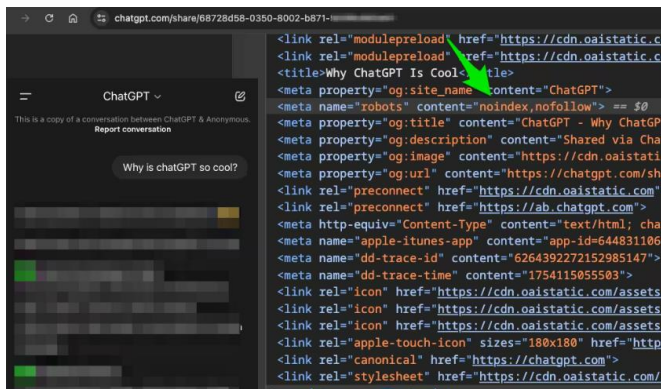 chatgpt.com/share/68728d58-0350-8002-b871-
ChatGPT
This is a copy of a conversation between ChatGPT & Anonymous.
Report conversation
Why is chatGPT so cool?
<link rel="modulepreload" href="https://cdn.oaistatic.c
<link rel="modulepreload" href="https://cdn.oaistatic.c
<title>Why ChatGPT Is Cool</title>
<meta property="og:site_name" content="ChatGPT">
<meta name="robots" content="noindex,nofollow"> == $0
<meta property="og:title" content="ChatGPT - Why ChatGP
<meta property="og:description" content="Shared via Cha
<meta property="og:image" content="https://cdn.oaistati
<meta property="og:url" content="https://chatgpt.com/sh
<link rel="preconnect" href="https://cdn.oaistatic.com"
<link rel="preconnect" href="https://ab.chatgpt.com">
<meta http-equiv="Content-Type" content="text/html; cha
<meta name="apple-itunes-app" content="app-id=644831106
<meta name="dd-trace-id" content="6264392272152985147">
<meta name="dd-trace-time" content="1754115055503">
<link rel="icon" href="https://cdn.oaistatic.com/assets
<link rel="icon" href="https://cdn.oaistatic.com/assets
<link rel="icon" href="https://cdn.oaistatic.com/assets
<link rel="apple-touch-icon" sizes="180x180" href="http
<link rel="canonical" href="https://chatgpt.com">
<link rel="stylesheet" href="https://cdn.oaistatic.com/